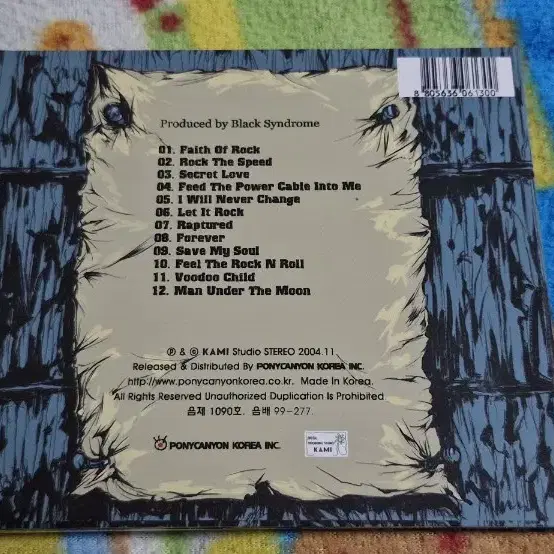 8 805636 061300
Produced by Black Syndrome
01. Faith Of Rock
02. Rock The Speed
03. Secret Love
04. Feed The Power Cable Into Me
05. I Will Never Change
06. Let It Rock
07. Raptured
08. Forever
09. Save My Soul
10. Feel The Rock N Roll
11. Voodoo Child
12. Man Under The Moon
Ⓟ & © KAMI Studio STEREO 2004.11.
Released & Distributed By PONYCANYON KOREA INC.
http://www.ponycanyonkorea.co.kr. Made In Korea.
All Rights Reserved Unauthorized Duplication Is Prohibited
음제 1090호. 음배 99-277.
PONYCANYON KOREA INC.
KAMI